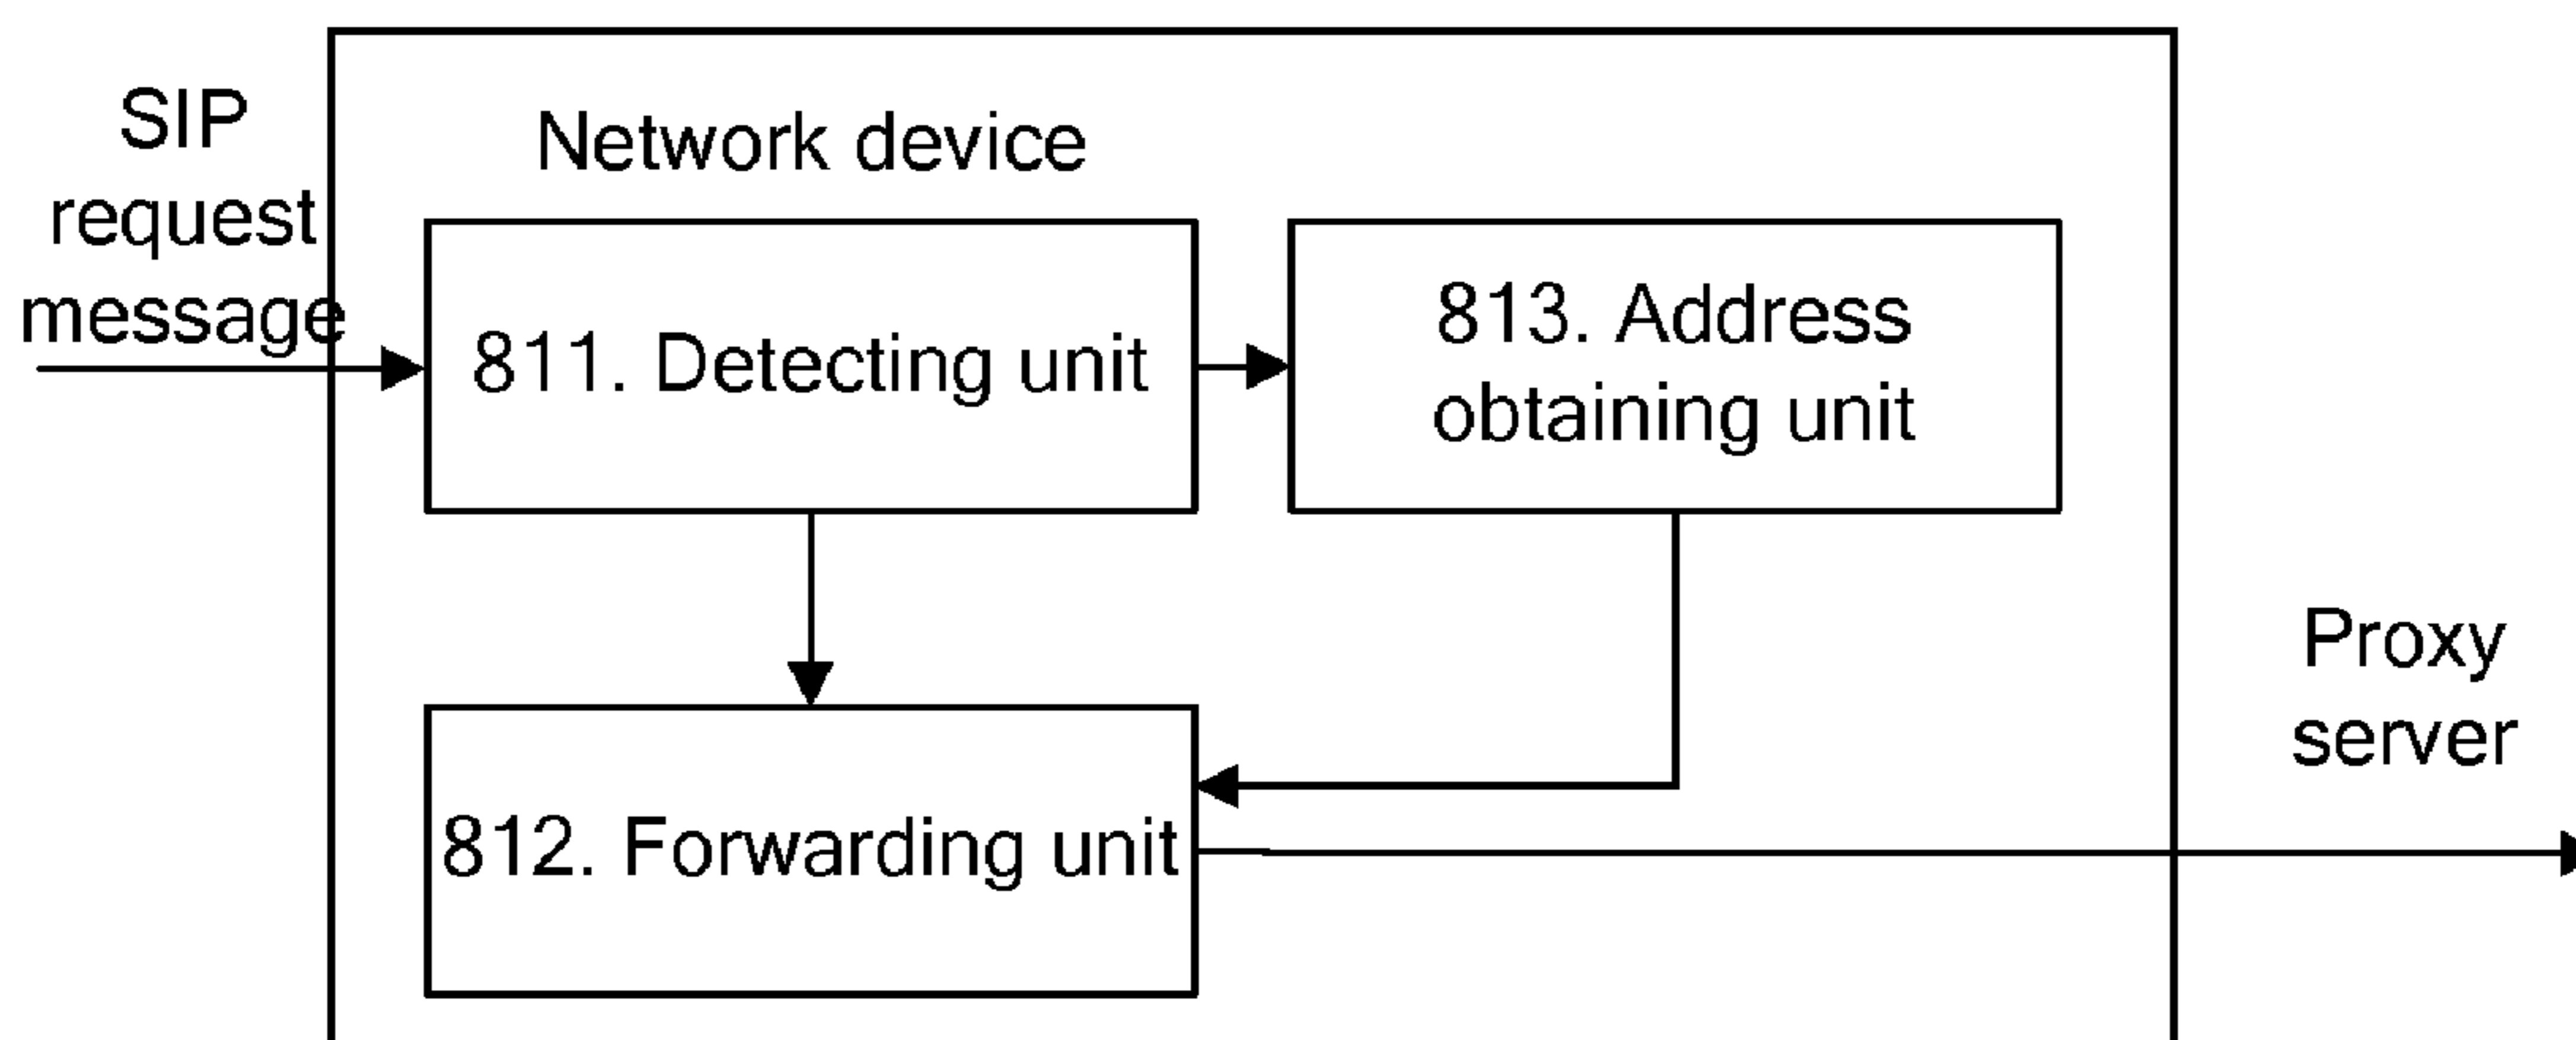 SIP
request
message
Network device
811. Detecting unit
813. Address
obtaining unit
812. Forwarding unit
Proxy
server